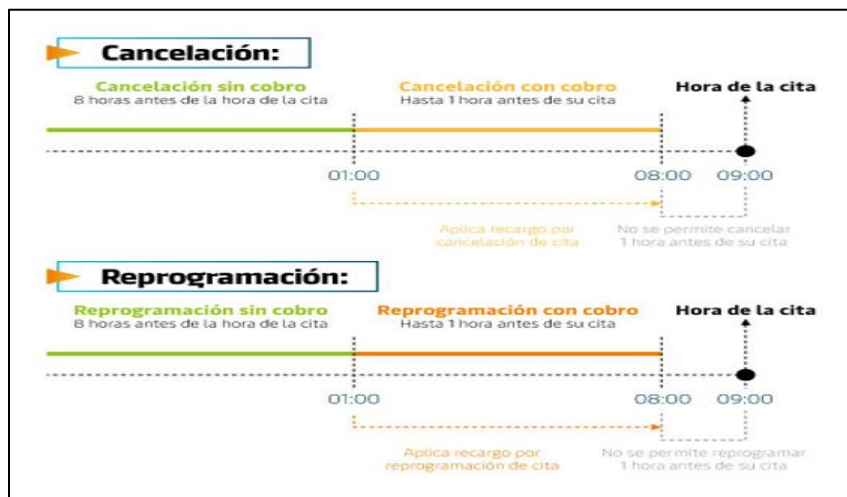 Cancelación:
Cancelación sin cobro
8 horas antes de la hora de la cita
Cancelación con cobro
Hasta 1 hora antes de su cita
Hora de la cita
01:00
08:00
09:00
Aplica recargo por
cancelación de cita
No se permite cancelar
1 hora antes de su cita
Reprogramación:
Reprogramación sin cobro
8 horas antes de la hora de la cita
Reprogramación con cobro
Hasta 1 hora antes de su cita
Hora de la cita
01:00
08:00
09:00
Aplica recargo por
reprogramación de cita
No se permite reprogramar
1 hora antes de su cita